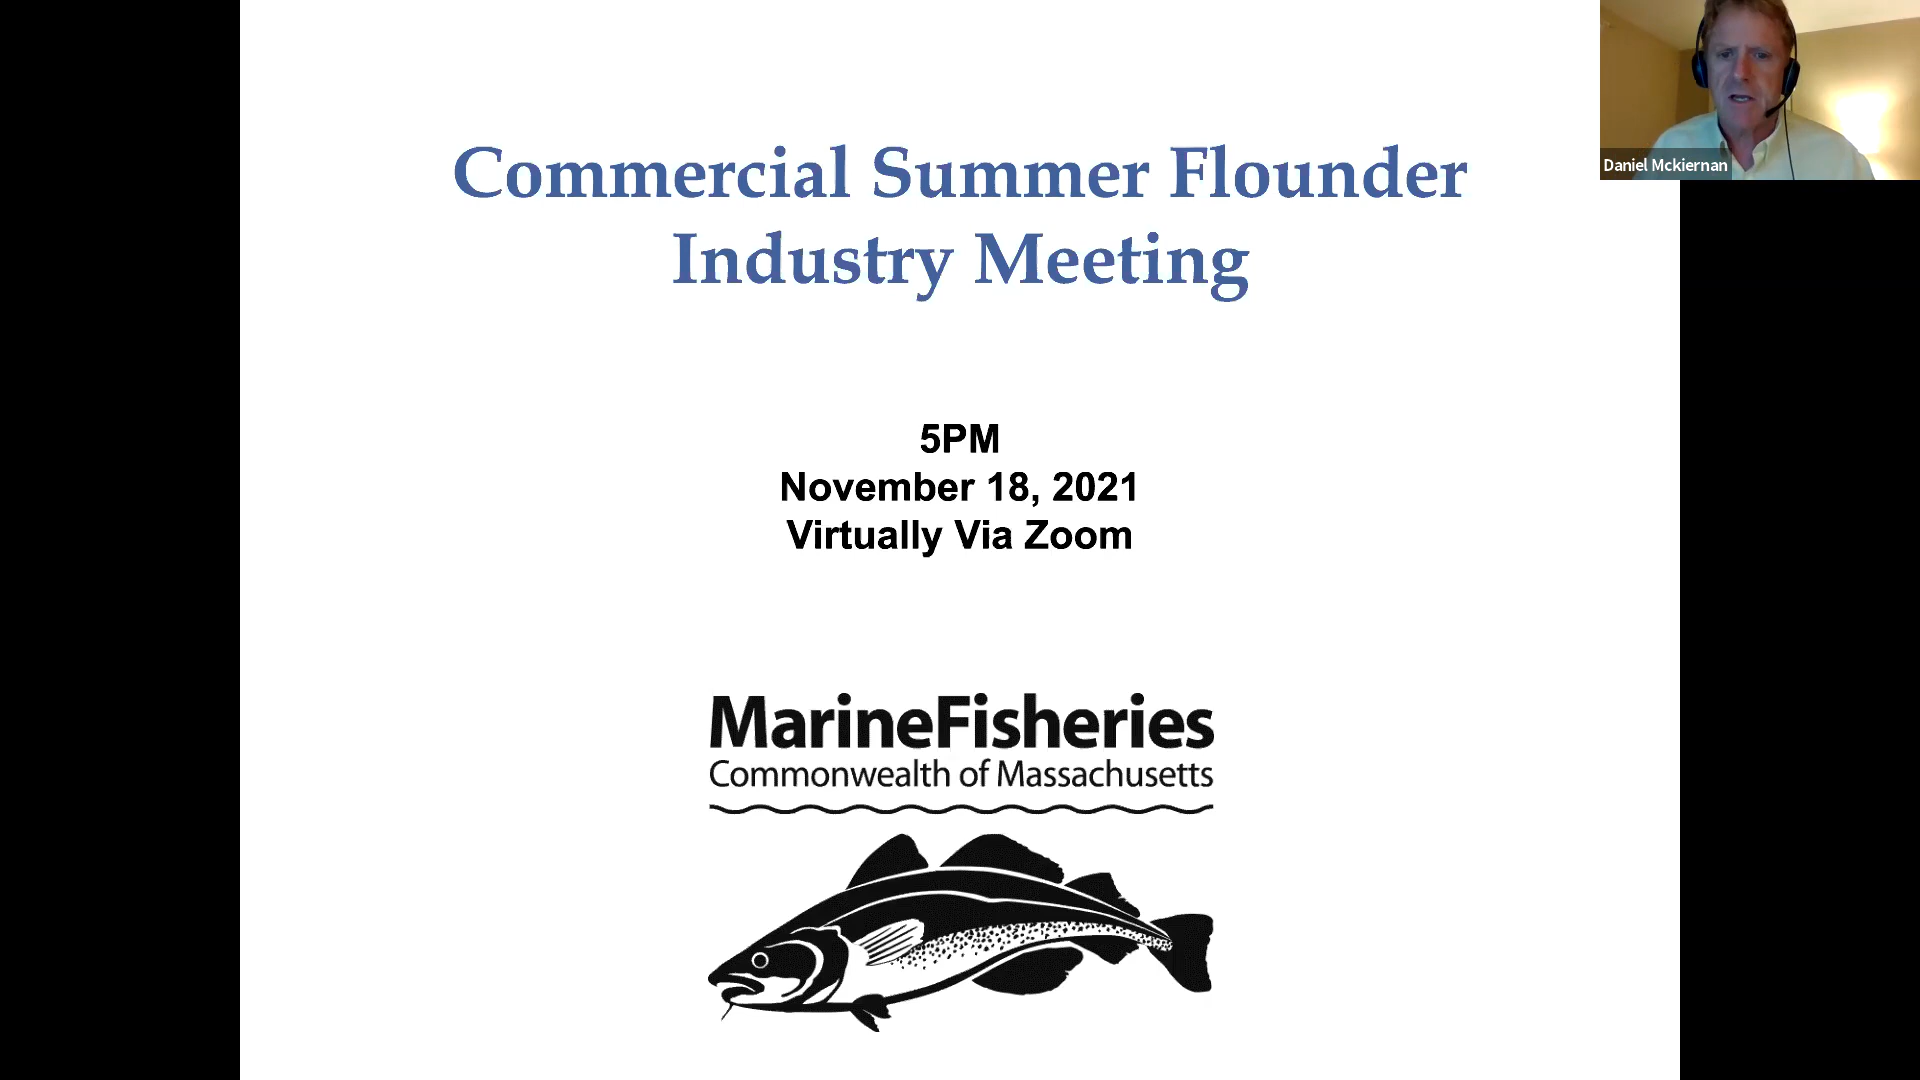 Commercial Summer Flounder
Industry Meeting
5PM
November 18, 2021
Virtually Via Zoom
MarineFisheries
Commonwealth of Massachusetts
Daniel Mckiernan